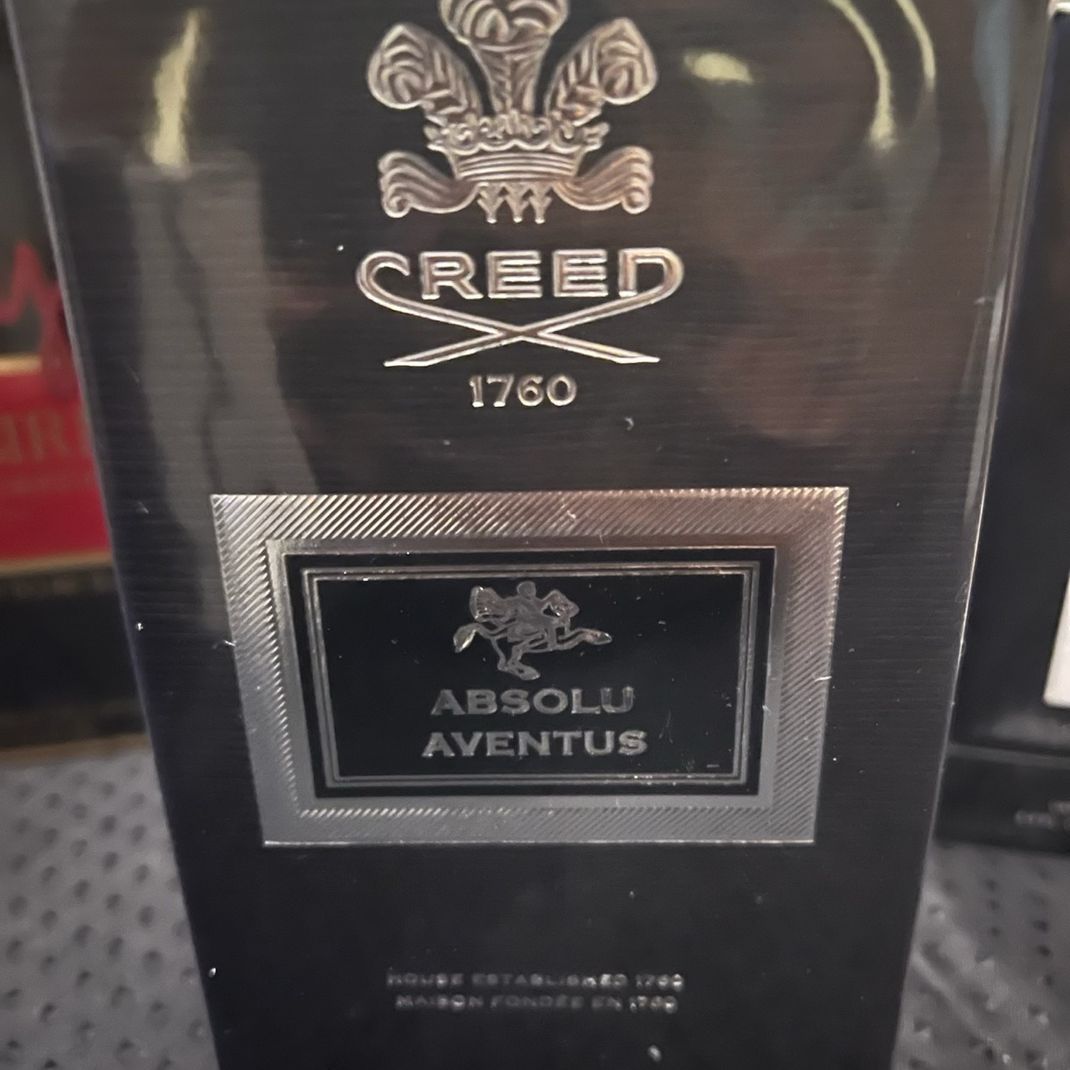 CREED
1760
ABSOLU
AVENTUS
HOUSE ESTABLISHED 1760
MAISON FONDÉE EN 1760